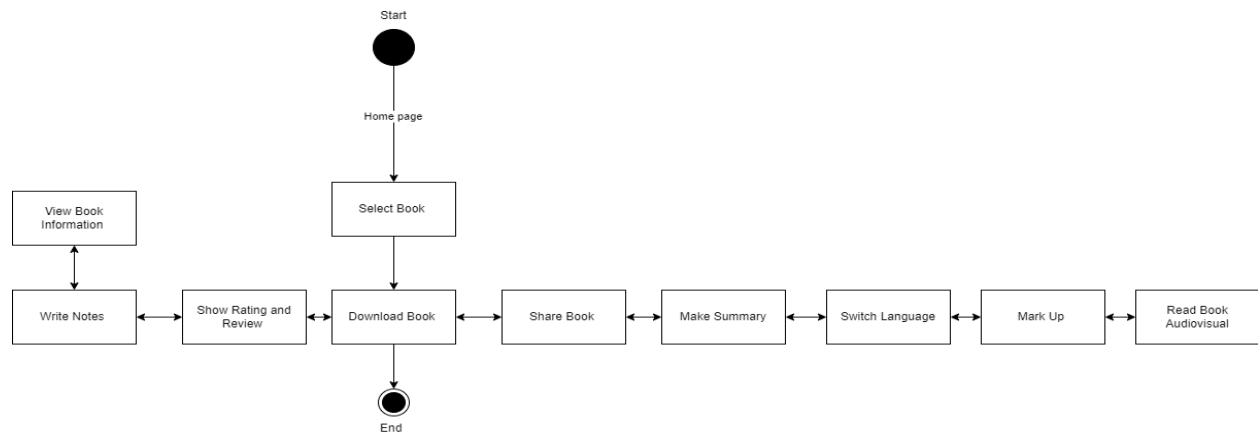 Start
Home page
Select Book
View Book
Information
Write Notes
Show Rating and
Review
Download Book
Share Book
Make Summary
Switch Language
Mark Up
Read Book
Audiovisual
End